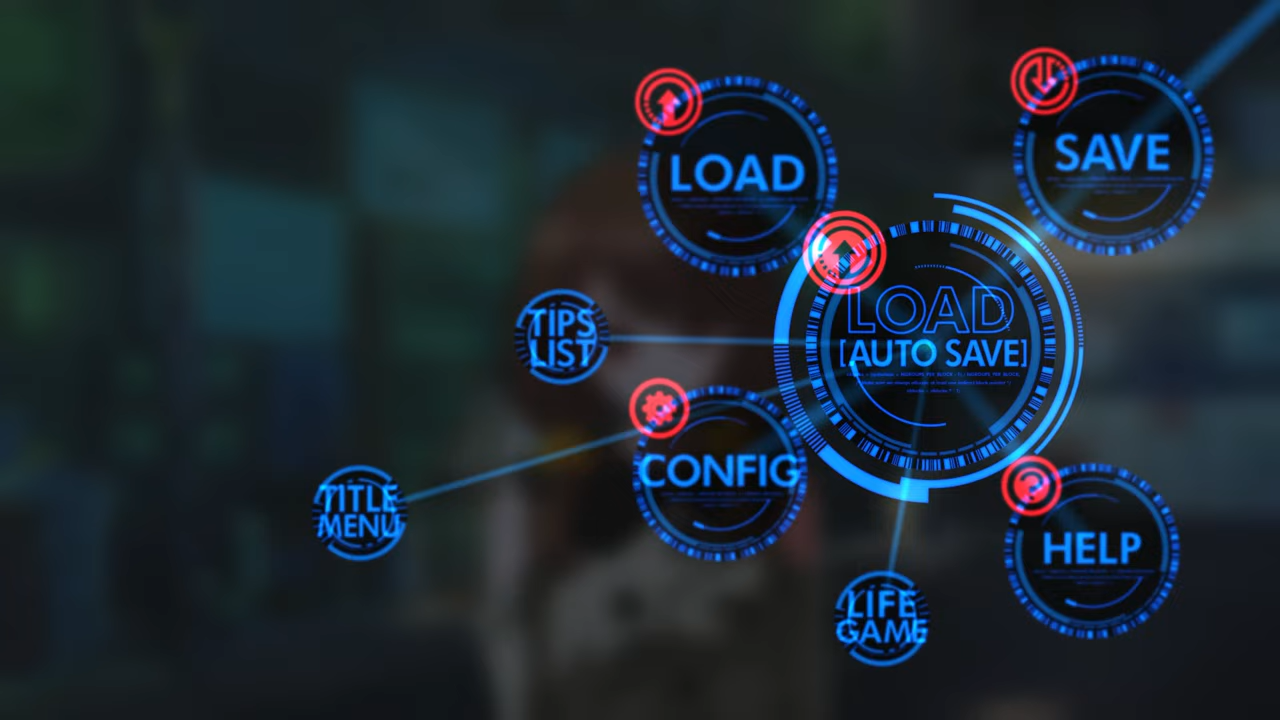 LOAD
SAVE
LOAD
[AUTO SAVE]
TIPS
LIST
CONFIG
TITLE
MENU
HELP
LIFE
GAME